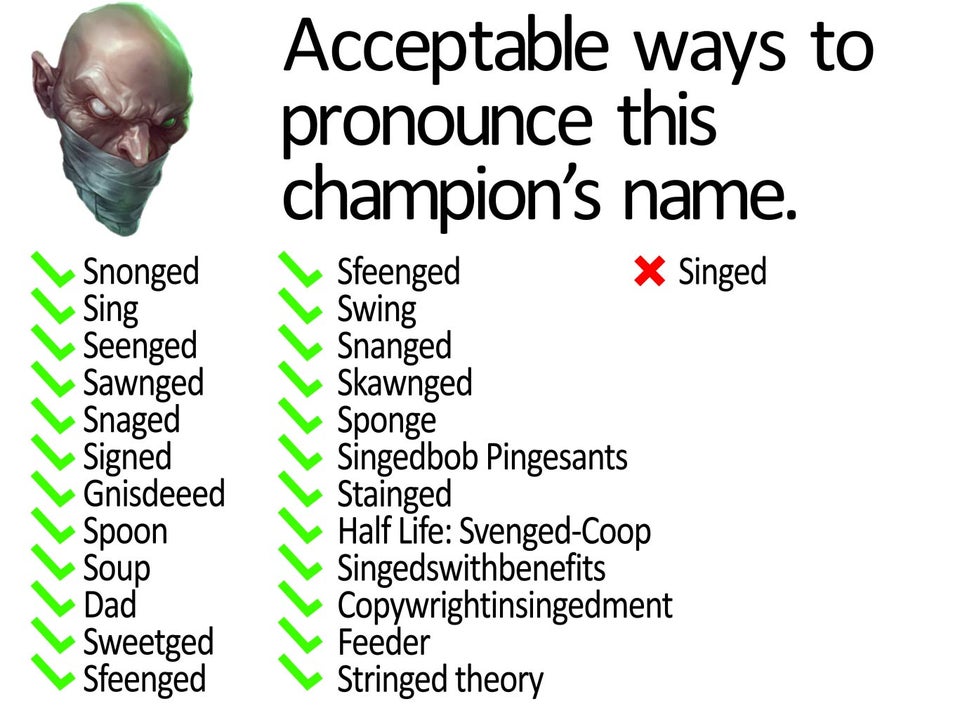 Acceptable ways to
pronounce this
champion's name.
Snonged
Sing
Seenged
Sawnged
Snaged
Signed
Gnisdeeed
Spoon
Soup
Dad
Sweetged
Sfeenged
Sfeenged
Swing
Snanged
Skawnged
Sponge
Singedbob Pingesants
Stainged
Half Life: Svenged-Coop
Singedswithbenefits
Copywrightinsingedment
Feeder
Stringed theory
Singed